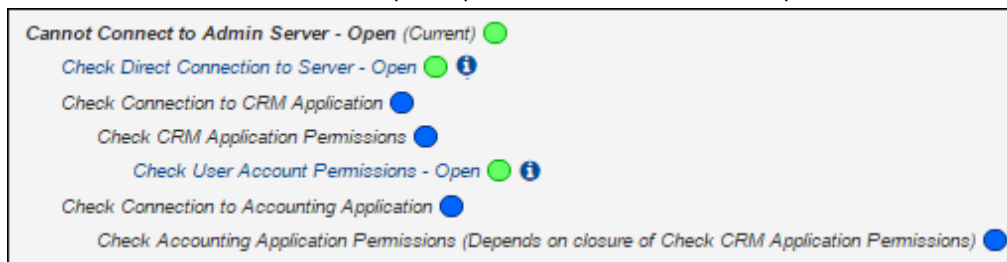 Cannot Connect to Admin Server - Open (Current)
Check Direct Connection to Server - Open
Check Connection to CRM Application
Check CRM Application Permissions
Check User Account Permissions - Open
Check Connection to Accounting Application
Check Accounting Application Permissions (Depends on closure of Check CRM Application Permissions)